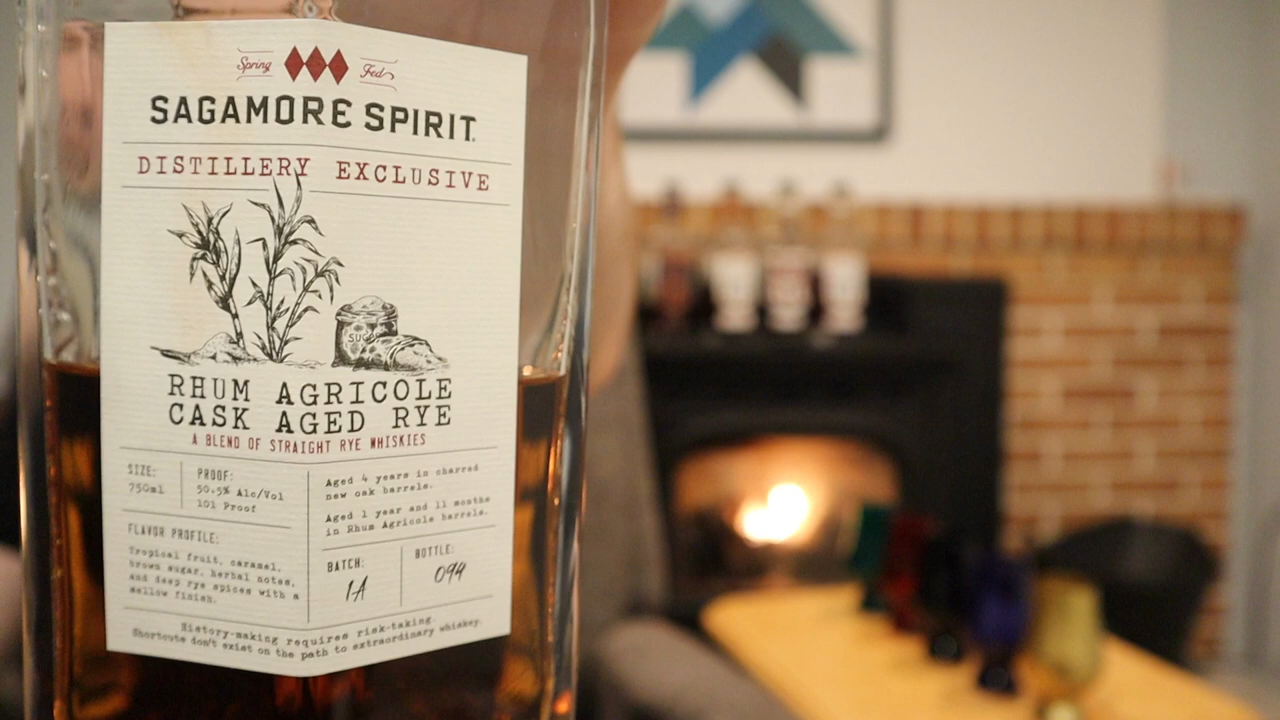 Spring Fed
SAGAMORE SPIRIT
DISTILLERY EXCLUSIVE
SUGAR
RHUM AGRICOLE
CASK AGED RYE
A BLEND OF STRAIGHT RYE WHISKIES
SIZE:
750ml
PROOF:
50.5% Alc/Vol
101 Proof
Aged 4 years in charred
new oak barrels.
Aged 1 year and 11 months
in Rhum Agricole barrels.
FLAVOR PROFILE:
Tropical fruit, caramel,
brown sugar, herbal notes,
and deep rye spices with a
mellow finish.
BATCH:
1A
BOTTLE:
094
History-making requires risk-taking.
Shortcuts don't exist on the path to extraordinary whiskey.